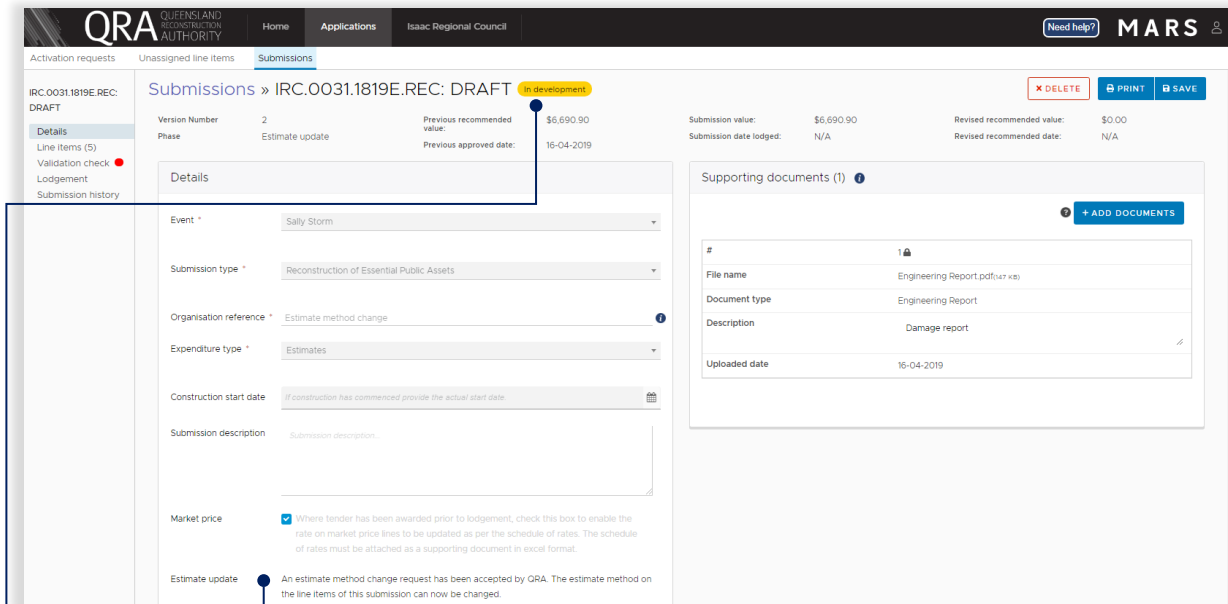 QRA QUEENSLAND RECONSTRUCTION AUTHORITY
Home Applications Isaac Regional Council Need help? MARS
Activation requests Unassigned line items Submissions
IRC.0031.1819E.REC: DRAFT
Details
Line items (5)
Validation check
Lodgement
Submission history
Submissions » IRC.0031.1819E.REC: DRAFT In development
× DELETE PRINT SAVE
Version Number 2
Phase Estimate update
Previous recommended value: $6,690.90
Previous approved date: 16-04-2019
Submission value: $6,690.90
Submission date lodged: N/A
Revised recommended value: $0.00
Revised recommended date: N/A
Details
Event * Sally Storm
Submission type * Reconstruction of Essential Public Assets
Organisation reference * Estimate method change
Expenditure type * Estimates
Construction start date If construction has commenced provide the actual start date.
Submission description Submission description...
Market price Where tender has been awarded prior to lodgement, check this box to enable the
rate on market price lines to be updated as per the schedule of rates. The schedule
of rates must be attached as a supporting document in excel format.
Estimate update An estimate method change request has been accepted by QRA. The estimate method on
the line items of this submission can now be changed.
Supporting documents (1)
+ ADD DOCUMENTS
# 1
File name Engineering Report.pdf(147 KB)
Document type Engineering Report
Description Damage report
Uploaded date 16-04-2019